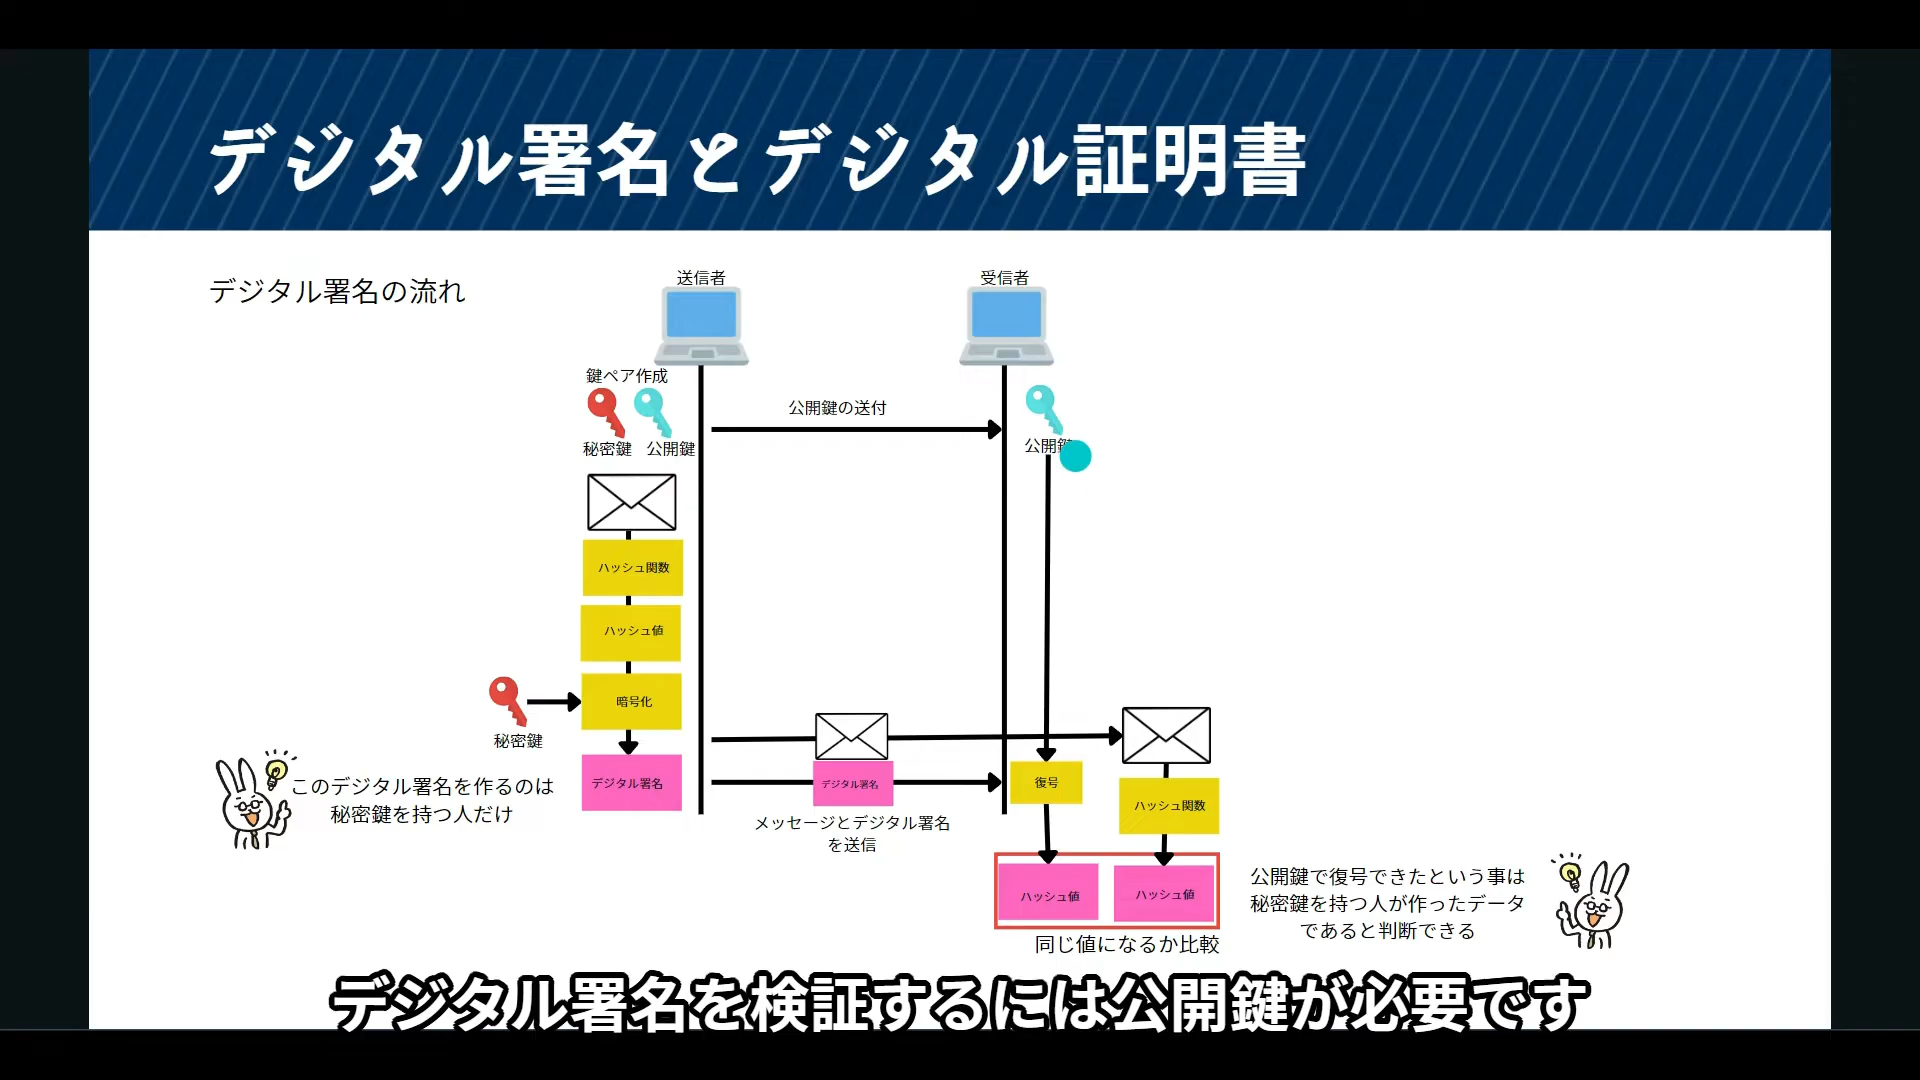 デジタル署名とデジタル証明書
デジタル署名の流れ
送信者
受信者
鍵ペア作成
秘密鍵
公開鍵
公開鍵の送付
公開鍵
ハッシュ関数
ハッシュ値
暗号化
秘密鍵
デジタル署名
このデジタル署名を作るのは
秘密鍵を持つ人だけ
デジタル署名
メッセージとデジタル署名
を送信
復号
ハッシュ関数
ハッシュ値
ハッシュ値
同じ値になるか比較
公開鍵で復号できたという事は
秘密鍵を持つ人が作ったデータ
であると判断できる
デジタル署名を検証するには公開鍵が必要です